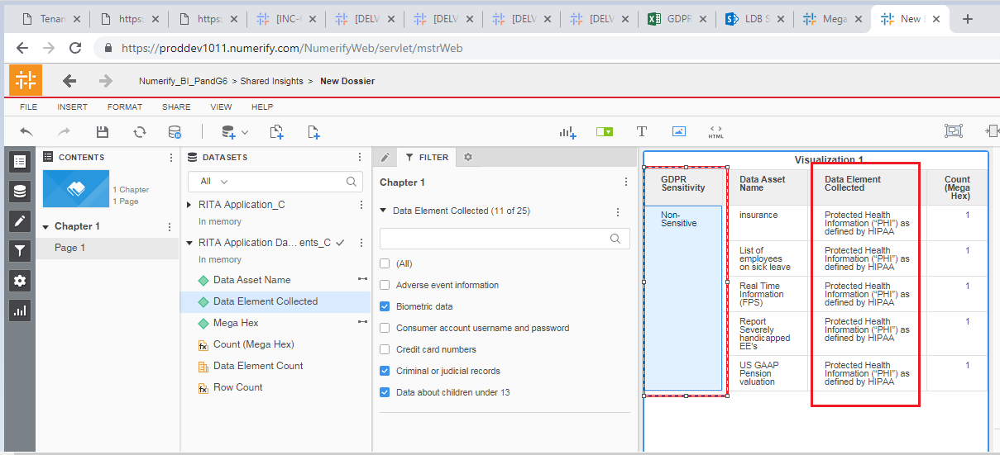 Tenan
https:
https:
[INC-
[DELV
[DELV
[DELV
[DELV
GDPR
LDB S
Mega
New D
https://proddev1011.numerify.com/NumerifyWeb/servlet/mstrWeb
Numerify_BI_PandG6 > Shared Insights > New Dossier
FILE INSERT FORMAT SHARE VIEW HELP
T
HTML
CONTENTS
1 Chapter
1 Page
Chapter 1
Page 1
DATASETS
All
RITA Application_C
In memory
RITA Application Da... ents_C
In memory
Data Asset Name
Data Element Collected
Mega Hex
fx Count (Mega Hex)
Data Element Count
fx Row Count
FILTER
Chapter 1
Data Element Collected (11 of 25)
(All)
Adverse event information
Biometric data
Consumer account username and password
Credit card numbers
Criminal or judicial records
Data about children under 13
Visualization 1
GDPR
Sensitivity
Data Asset
Name
Data Element
Collected
Count
(Mega
Hex)
Non-
Sensitive
insurance
Protected Health
Information (“PHI”) as
defined by HIPAA
1
List of
employees
on sick leave
Protected Health
Information (“PHI”) as
defined by HIPAA
1
Real Time
Information
(FPS)
Protected Health
Information (“PHI”) as
defined by HIPAA
1
Report
Severely
handicapped
EE's
Protected Health
Information (“PHI”) as
defined by HIPAA
1
US GAAP
Pension
valuation
Protected Health
Information (“PHI”) as
defined by HIPAA
1